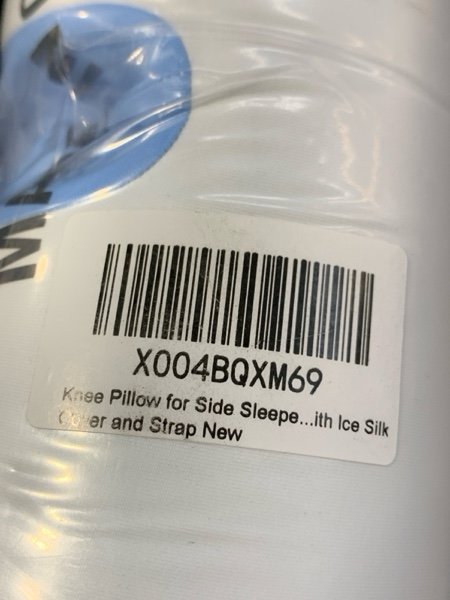 X004BQXM69
Knee Pillow for Side Sleepe...ith Ice Silk
Cover and Strap New